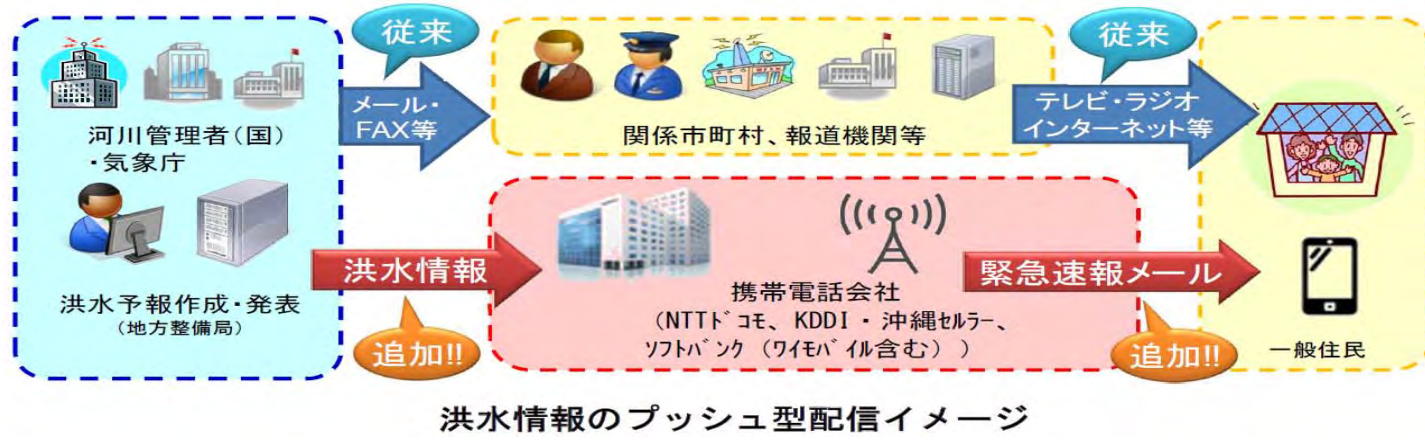 従来
従来
メール・
FAX等
テレビ・ラジオ
インターネット等
河川管理者(国)
・気象庁
関係市町村、報道機関等
洪水情報
緊急速報メール
携帯電話会社
(NTTドコモ、KDDI・沖縄セルラー、
ソフトバンク(ワイモバイル含む))
洪水予報作成・発表
(地方整備局)
追加!!
追加!!
一般住民
洪水情報のプッシュ型配信イメージ